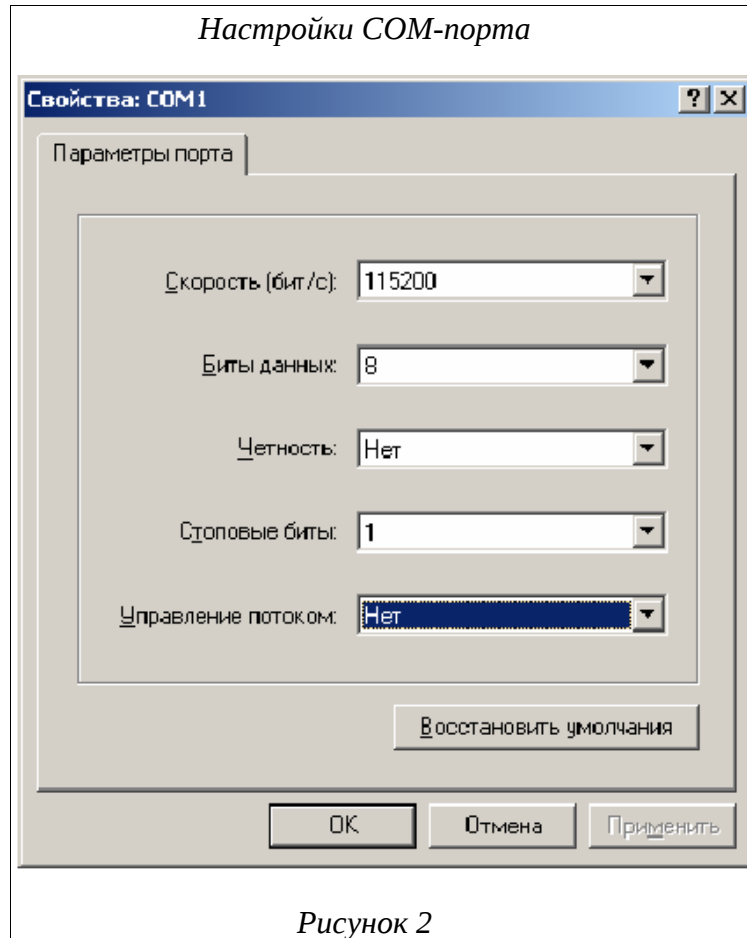 Настройки COM-порта
Свойства: COM1
Параметры порта
Скорость (бит/с): 115200
Биты данных: 8
Четность: Нет
Стоповые биты: 1
Управление потоком: Нет
Восстановить умолчания
OK Отмена Применить
Рисунок 2